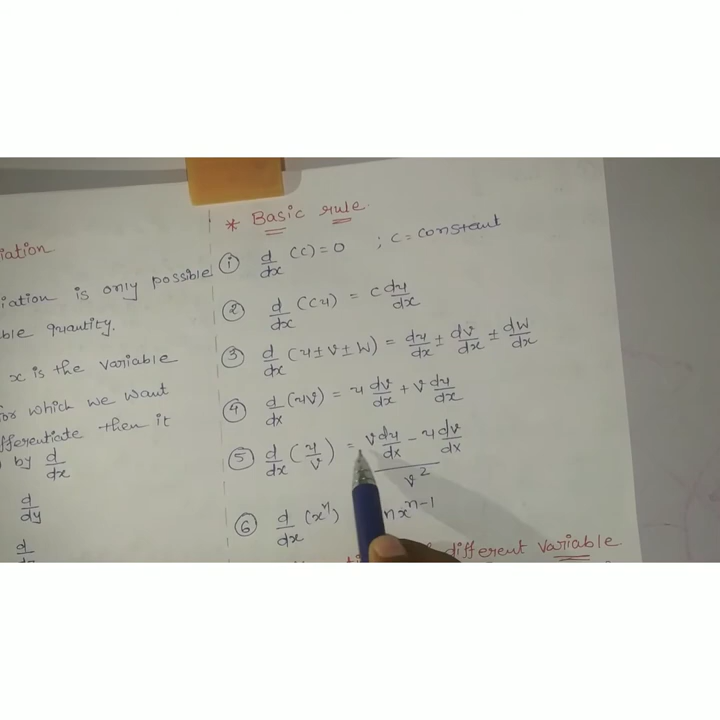 iation
iation is only possible
ble quantity.
x is the variable
for which we want
fferentiate then it
by d/dx
d/dy
* Basic rule.
① d/dx (c) = 0 ; c = constant
② d/dx (cu) = c du/dx
③ d/dx (u ± v ± w) = du/dx ± dv/dx ± dw/dx
④ d/dx (uv) = u dv/dx + v du/dx
⑤ d/dx (u/v) = (v du/dx - u dv/dx) / v²
⑥ d/dx (xⁿ) nxⁿ⁻¹
different variable